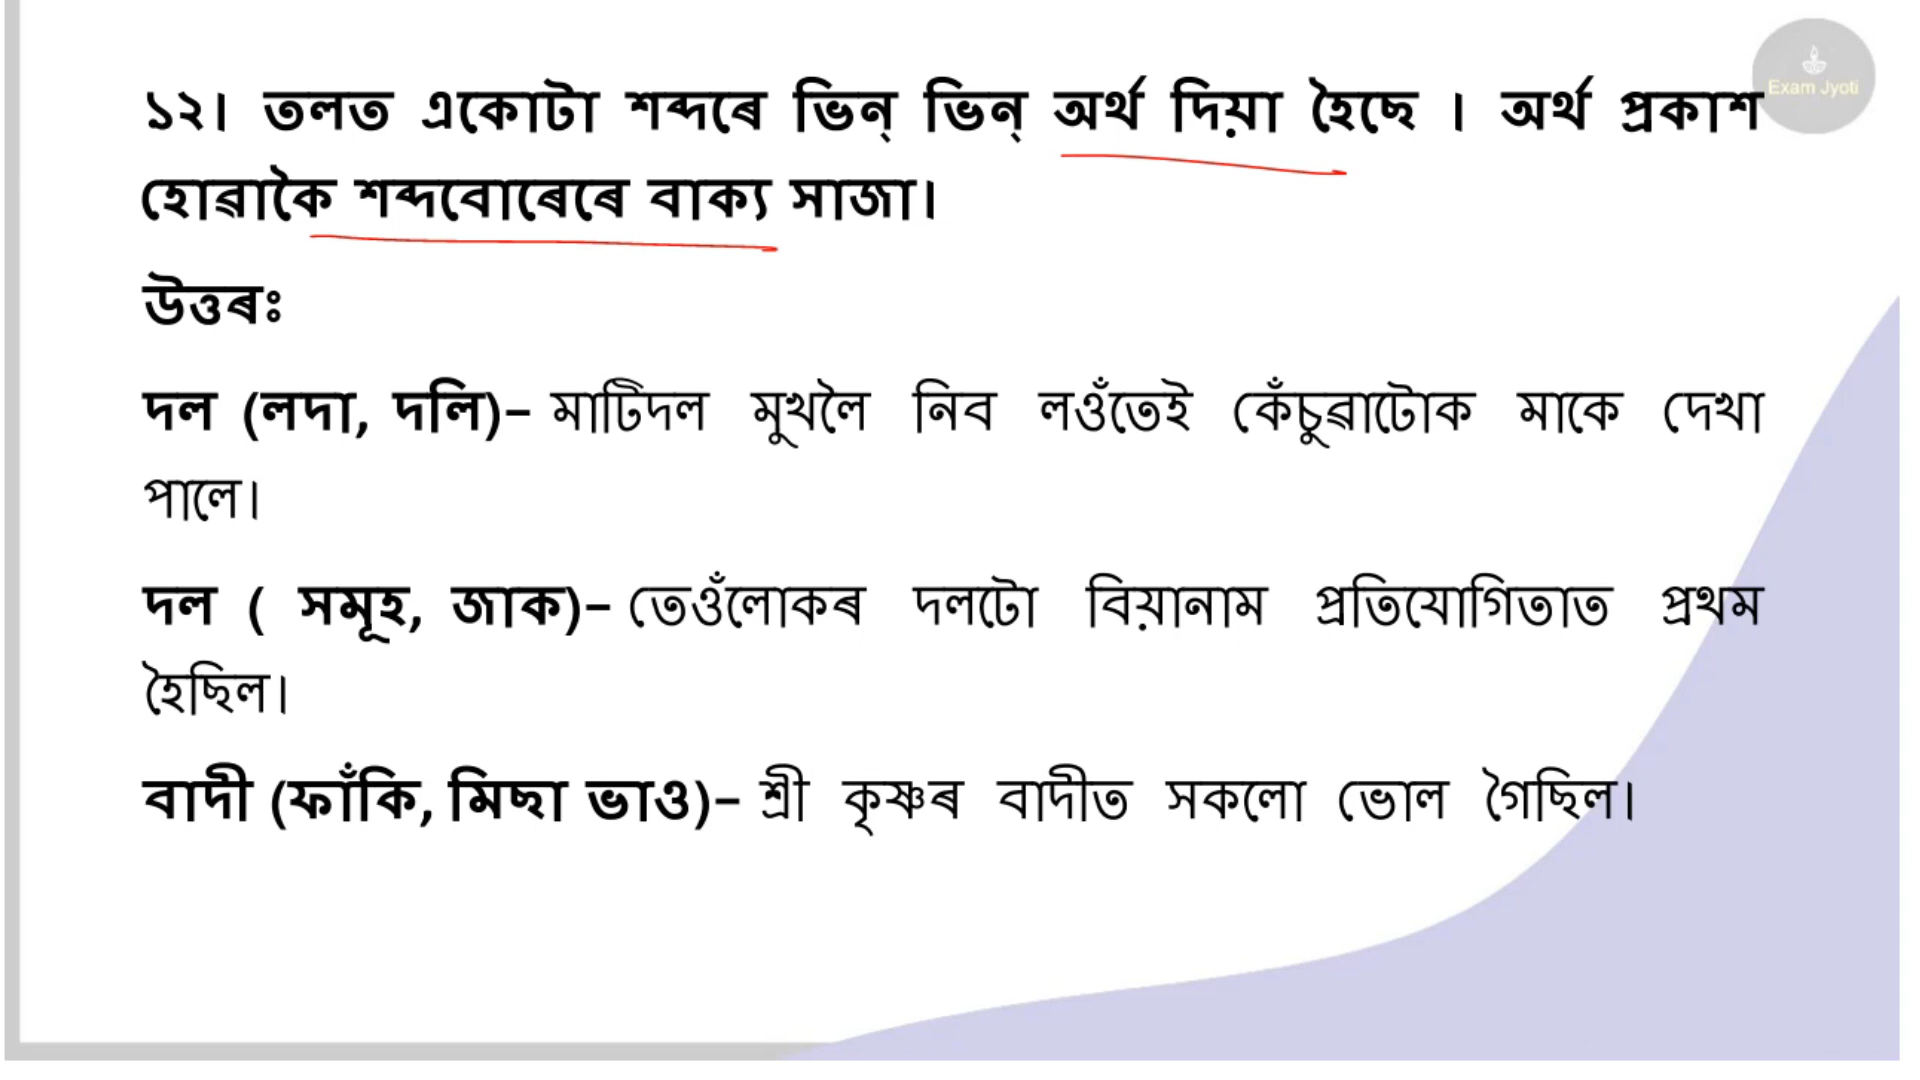 Exam Jyoti
১২। তলত একোটা শব্দৰে ভিন্ ভিন্ অৰ্থ দিয়া হৈছে । অৰ্থ প্ৰকাশ
হোৱাকৈ শব্দবোৰেৰে বাক্য সাজা।
উত্তৰঃ
দল (লদা, দলি)– মাটিদল মুখলৈ নিব লওঁতেই কেঁচুৱাটোক মাকে দেখা
পালে।
দল ( সমূহ, জাক)– তেওঁলোকৰ দলটো বিয়ানাম প্ৰতিযোগিতাত প্ৰথম
হৈছিল।
বাদী (ফাঁকি, মিছা ভাও)– শ্ৰী কৃষ্ণৰ বাদীত সকলো ভোল গৈছিল।